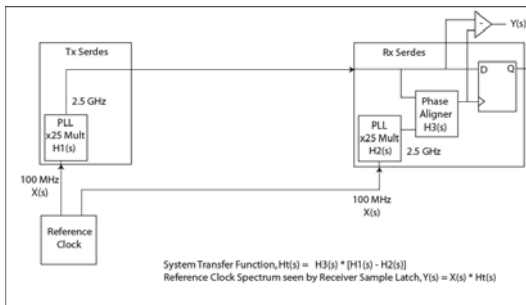 Tx Serdes
2.5 GHz
PLL
x25 Mult
H1(s)
100 MHz
X(s)
Reference
Clock
Rx Serdes
Y(s)
-
D
Q
Phase
Aligner
H3(s)
PLL
x25 Mult
H2(s)
2.5 GHz
100 MHz
X(s)
System Transfer Function, Ht(s) = H3(s) * [H1(s) - H2(s)]
Reference Clock Spectrum seen by Receiver Sample Latch, Y(s) = X(s) * Ht(s)